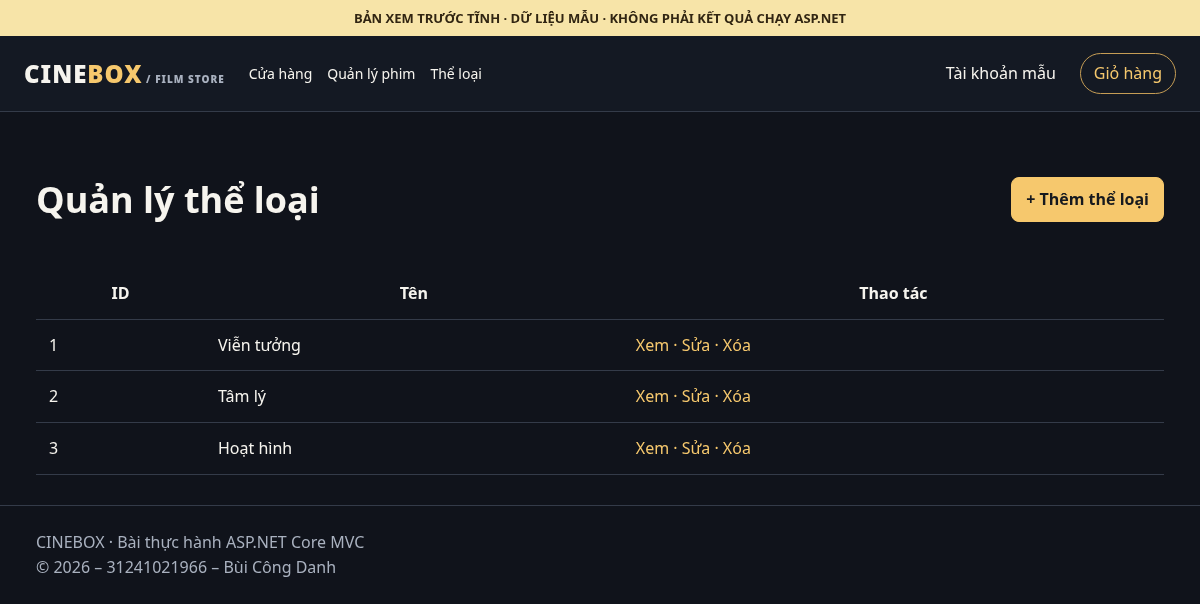 BẢN XEM TRƯỚC TĨNH · DỮ LIỆU MẪU · KHÔNG PHẢI KẾT QUẢ CHẠY ASP.NET
CINEBOX / FILM STORE Cửa hàng Quản lý phim Thể loại Tài khoản mẫu Giỏ hàng
Quản lý thể loại + Thêm thể loại
ID Tên Thao tác
1 Viễn tưởng Xem · Sửa · Xóa
2 Tâm lý Xem · Sửa · Xóa
3 Hoạt hình Xem · Sửa · Xóa
CINEBOX · Bài thực hành ASP.NET Core MVC
© 2026 – 31241021966 – Bùi Công Danh